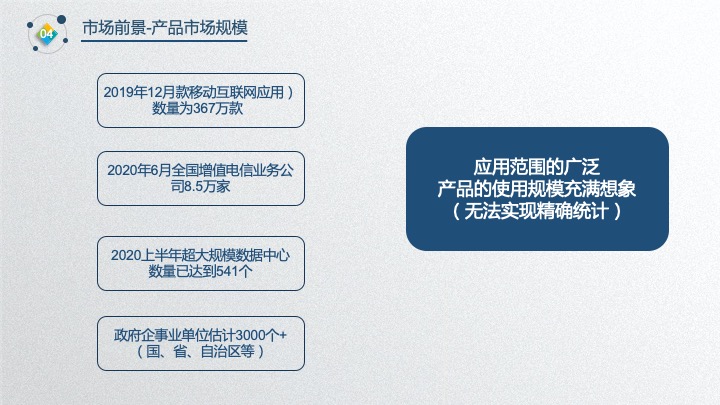 04
市场前景-产品市场规模
2019年12月款移动互联网应用）
数量为367万款
2020年6月全国增值电信业务公
司8.5万家
2020上半年超大规模数据中心
数量已达到541个
政府企事业单位估计3000个+
（国、省、自治区等）
应用范围的广泛
产品的使用规模充满想象
（无法实现精确统计）